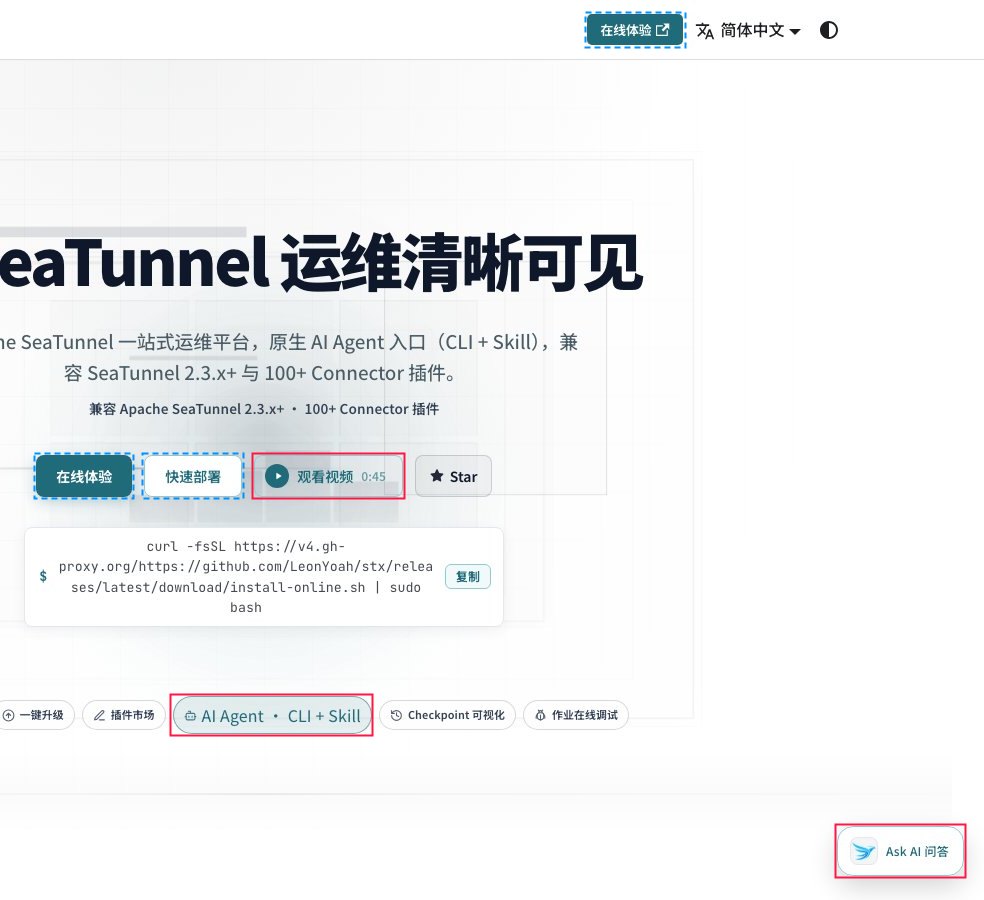 在线体验
简体中文
eaTunnel 运维清晰可见
he SeaTunnel 一站式运维平台，原生 AI Agent 入口（CLI + Skill），兼
容 SeaTunnel 2.3.x+ 与 100+ Connector 插件。
兼容 Apache SeaTunnel 2.3.x+ · 100+ Connector 插件
在线体验 快速部署 观看视频 0:45 Star
curl -fsSL https://v4.gh-
$ proxy.org/https://github.com/LeonYoah/stx/relea
ses/latest/download/install-online.sh | sudo
bash
复制
一键升级 插件市场 AI Agent · CLI + Skill Checkpoint 可视化 作业在线调试
Ask AI 问答